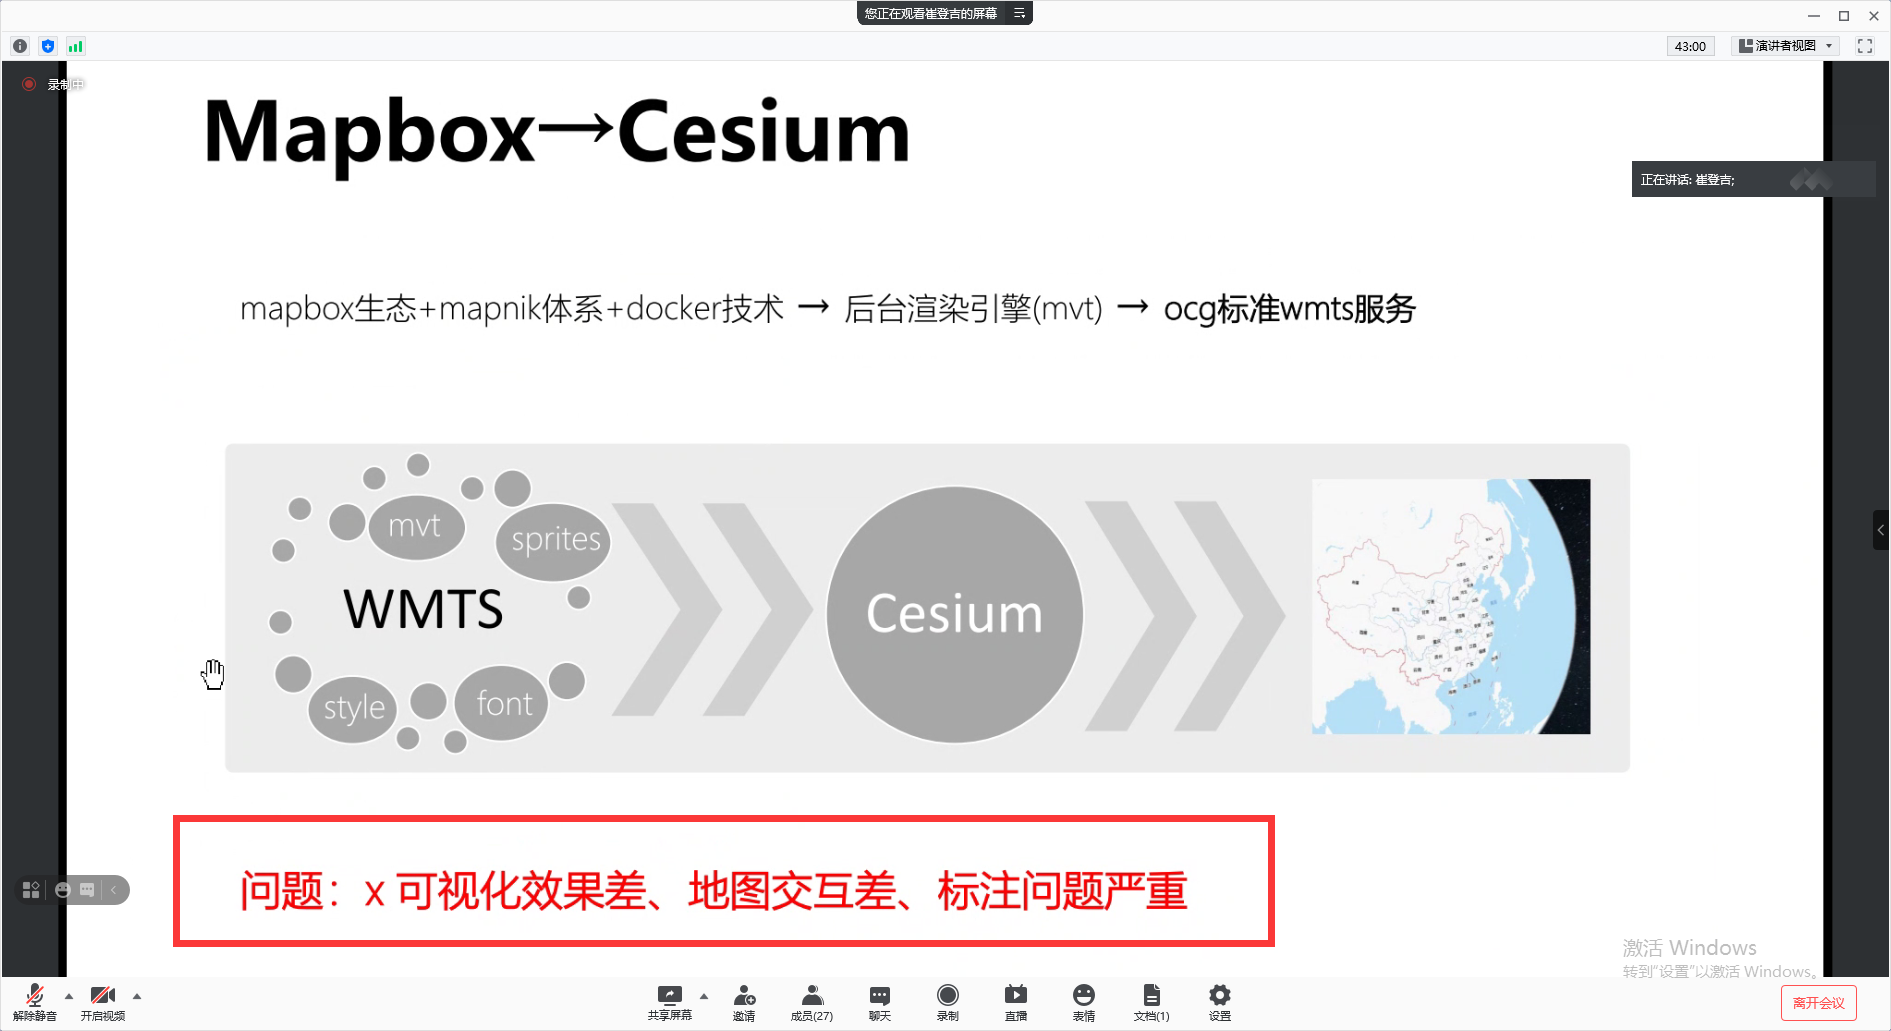 您正在观看崔登吉的屏幕
43:00
演讲者视图
录制中
Mapbox→Cesium
正在讲话: 崔登吉;
mapbox生态+mapnik体系+docker技术 → 后台渲染引擎(mvt) → ocg标准wmts服务
mvt
sprites
WMTS
Cesium
style
font
问题：x 可视化效果差、地图交互差、标注问题严重
激活 Windows
转到“设置”以激活 Windows。
解除静音
开启视频
共享屏幕
邀请
成员(27)
聊天
录制
直播
表情
文档(1)
设置
离开会议